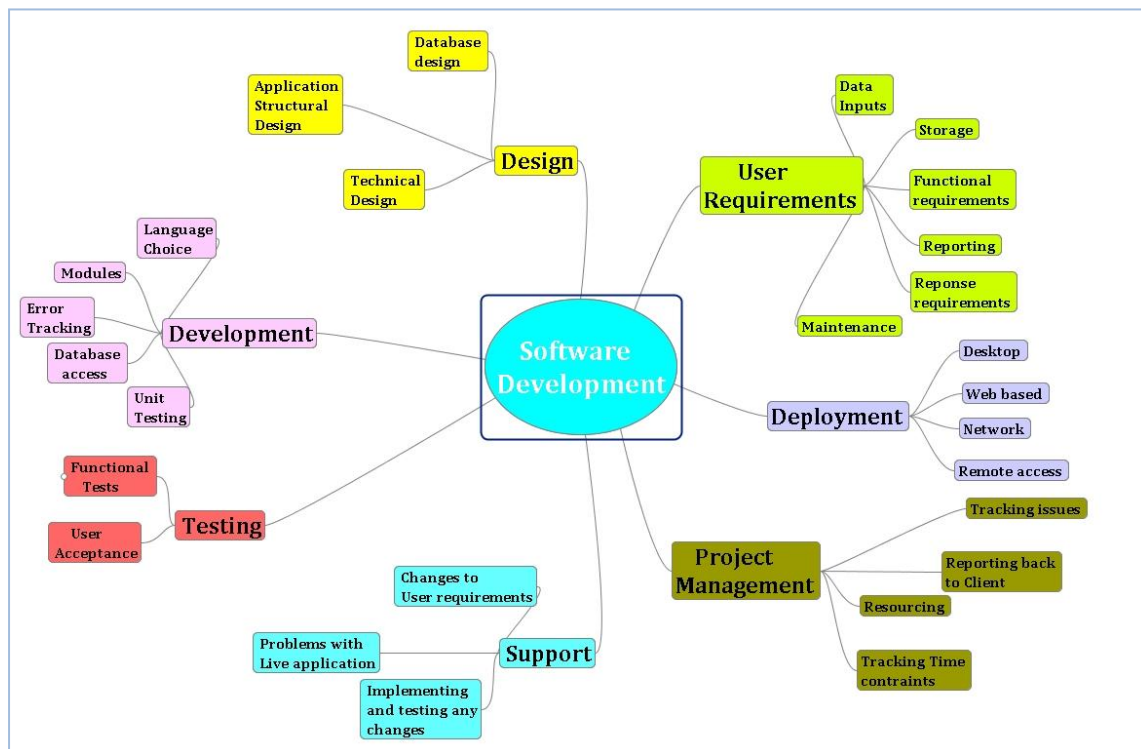 Software
Development
Design
Database
design
Application
Structural
Design
Technical
Design
User
Requirements
Data
Inputs
Storage
Functional
requirements
Reporting
Reponse
requirements
Maintenance
Development
Language
Choice
Modules
Error
Tracking
Database
access
Unit
Testing
Deployment
Desktop
Web based
Network
Remote access
Testing
Functional
Tests
User
Acceptance
Project
Management
Tracking issues
Reporting back
to Client
Resourcing
Tracking Time
contraints
Support
Changes to
User requirements
Problems with
Live application
Implementing
and testing any
changes